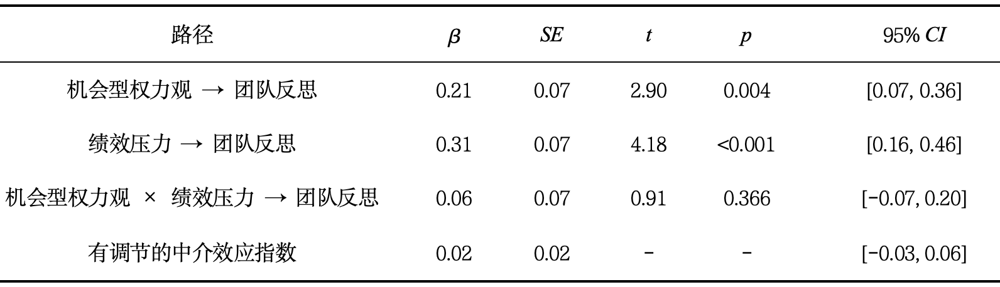 路径 β SE t p 95% CI
机会型权力观 → 团队反思 0.21 0.07 2.90 0.004 [0.07, 0.36]
绩效压力 → 团队反思 0.31 0.07 4.18 <0.001 [0.16, 0.46]
机会型权力观 × 绩效压力 → 团队反思 0.06 0.07 0.91 0.366 [-0.07, 0.20]
有调节的中介效应指数 0.02 0.02 - - [-0.03, 0.06]